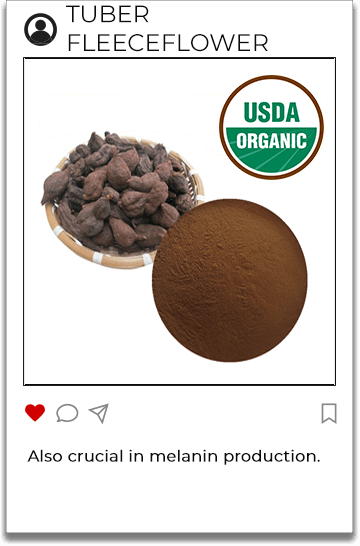 TUBER
FLEECEFLOWER
USDA
ORGANIC
Also crucial in melanin production.